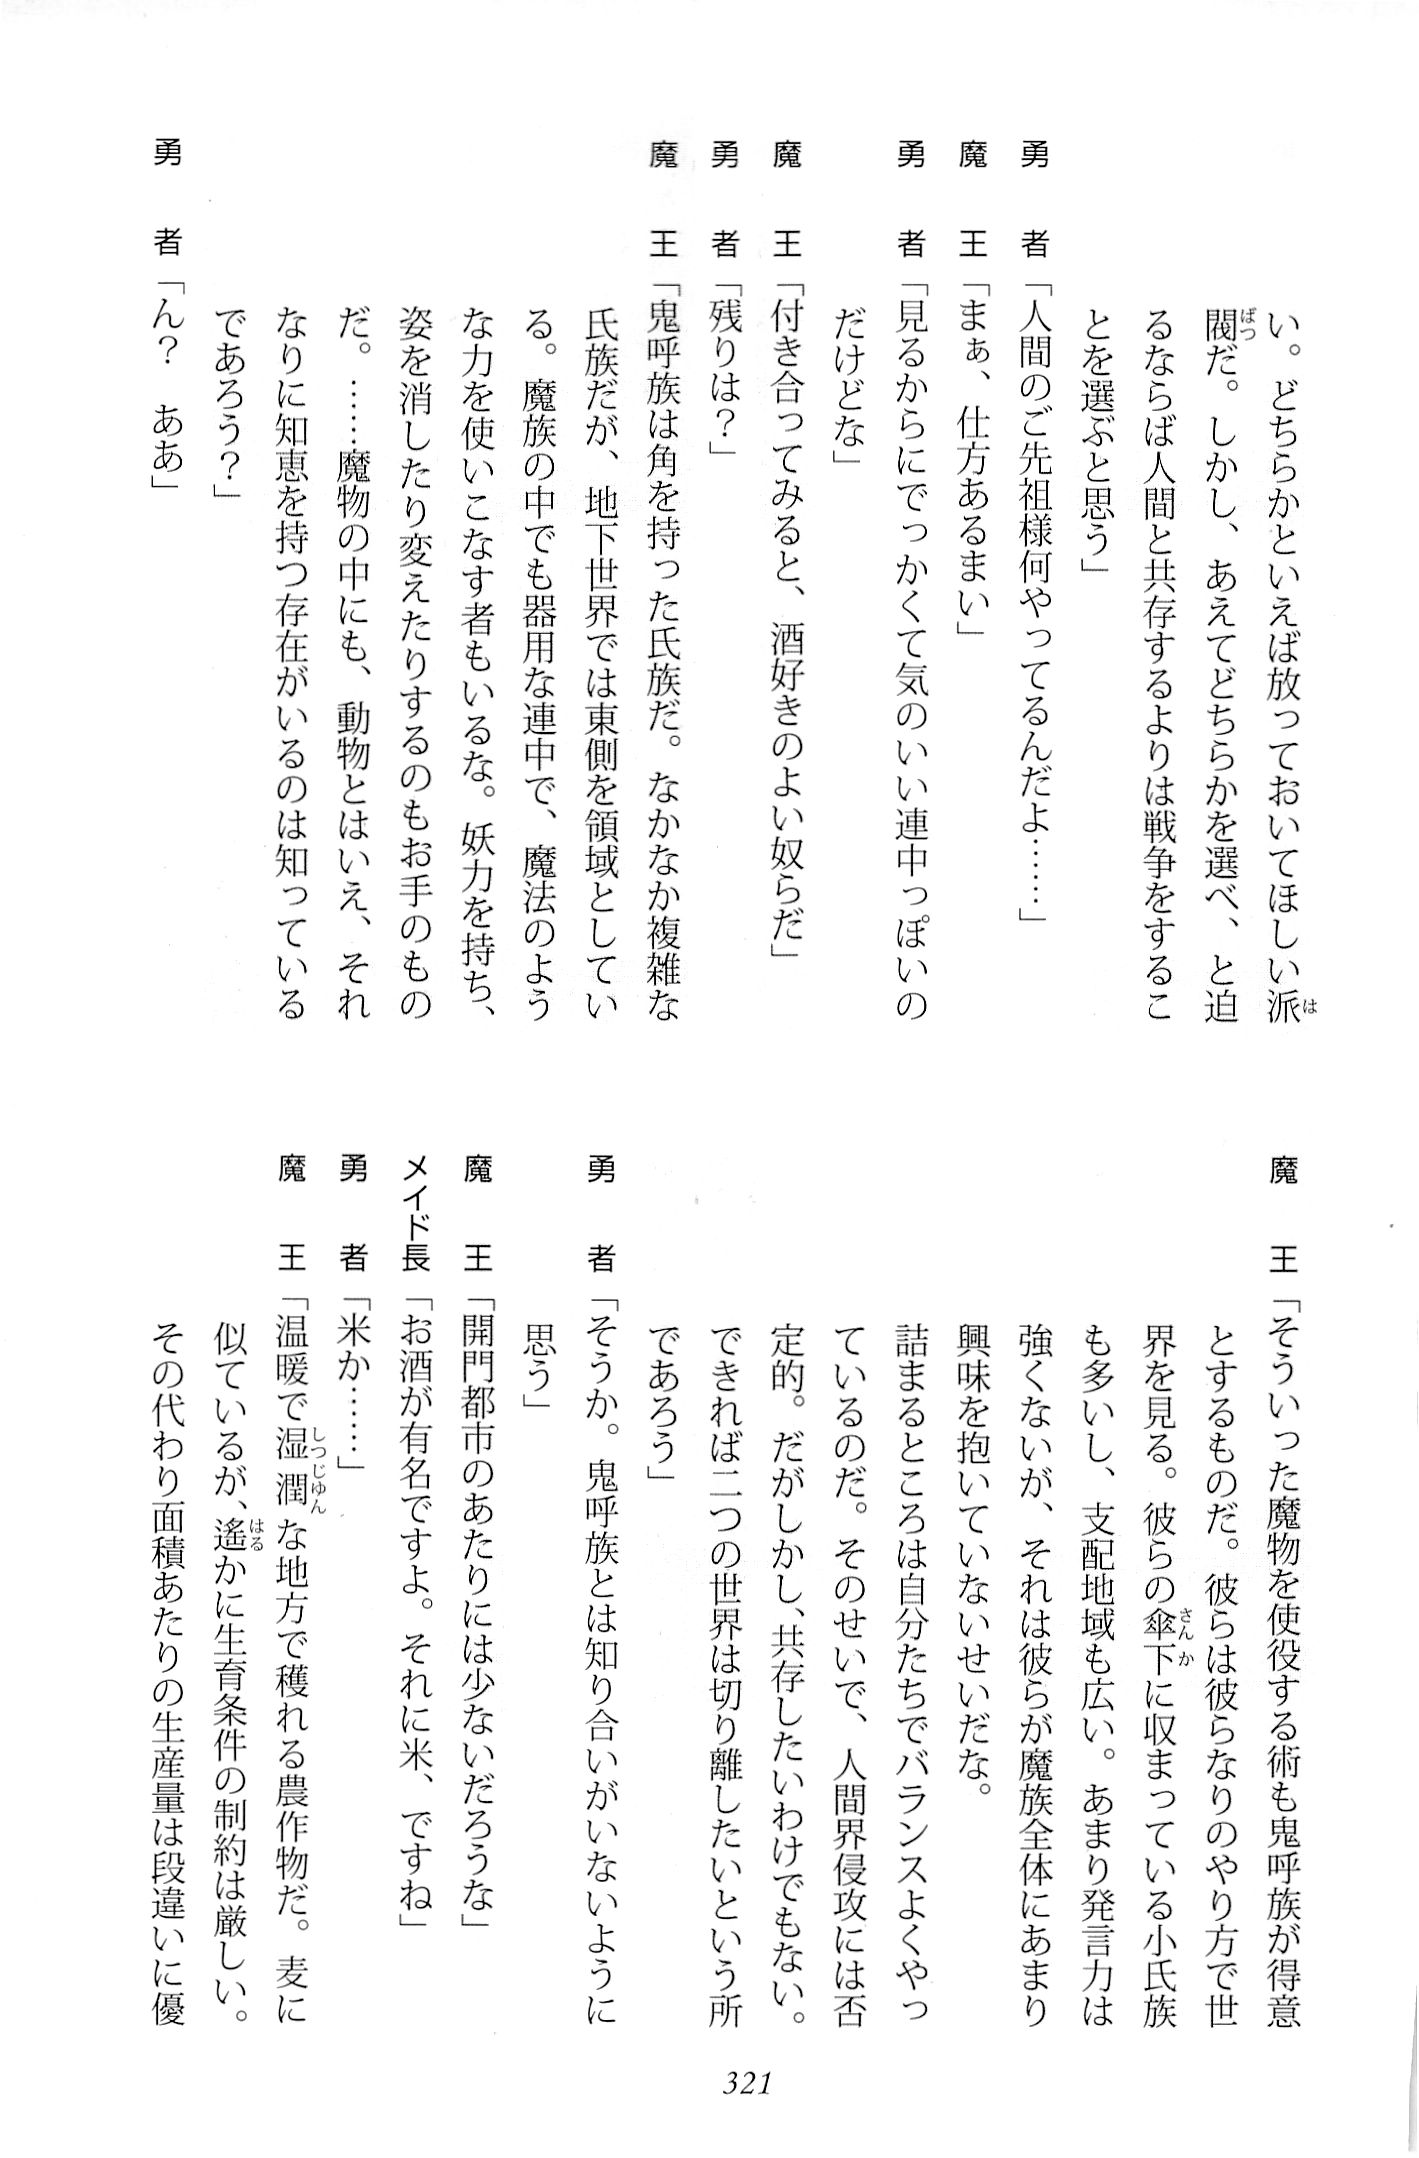 い。どちらかといえば放っておいてほしい派
閥だ。しかし、あえてどちらかを選べ、と迫
るならば人間と共存するよりは戦争をするこ
とを選ぶと思う」
勇　者「人間のご先祖様何やってるんだよ……」
魔　王「まぁ、仕方あるまい」
勇　者「見るからにでっかくて気のいい連中っぽいの
だけどな」
魔　王「付き合ってみると、酒好きのよい奴らだ」
勇　者「残りは？」
魔　王「鬼呼族は角を持った氏族だ。なかなか複雑な
氏族だが、地下世界では東側を領域としてい
る。魔族の中でも器用な連中で、魔法のよう
な力を使いこなす者もいるな。妖力を持ち、
姿を消したり変えたりするのもお手のもの
だ。……魔物の中にも、動物とはいえ、それ
なりに知恵を持つ存在がいるのは知っている
であろう？」
勇　者「ん？　ああ」
魔　王「そういった魔物を使役する術も鬼呼族が得意
とするものだ。彼らは彼らなりのやり方で世
界を見る。彼らの傘下に収まっている小氏族
も多いし、支配地域も広い。あまり発言力は
強くないが、それは彼らが魔族全体にあまり
興味を抱いていないせいだな。
詰まるところは自分たちでバランスよくやっ
ているのだ。そのせいで、人間界侵攻には否
定的。だがしかし、共存したいわけでもない。
できれば二つの世界は切り離したいという所
であろう」
勇　者「そうか。鬼呼族とは知り合いがいないように
思う」
魔　王「開門都市のあたりには少ないだろうな」
メイド長「お酒が有名ですよ。それに米、ですね」
勇　者「米か……」
魔　王「温暖で湿潤な地方で穫れる農作物だ。麦に
似ているが、遙かに生育条件の制約は厳しい。
その代わり面積あたりの生産量は段違いに優
321